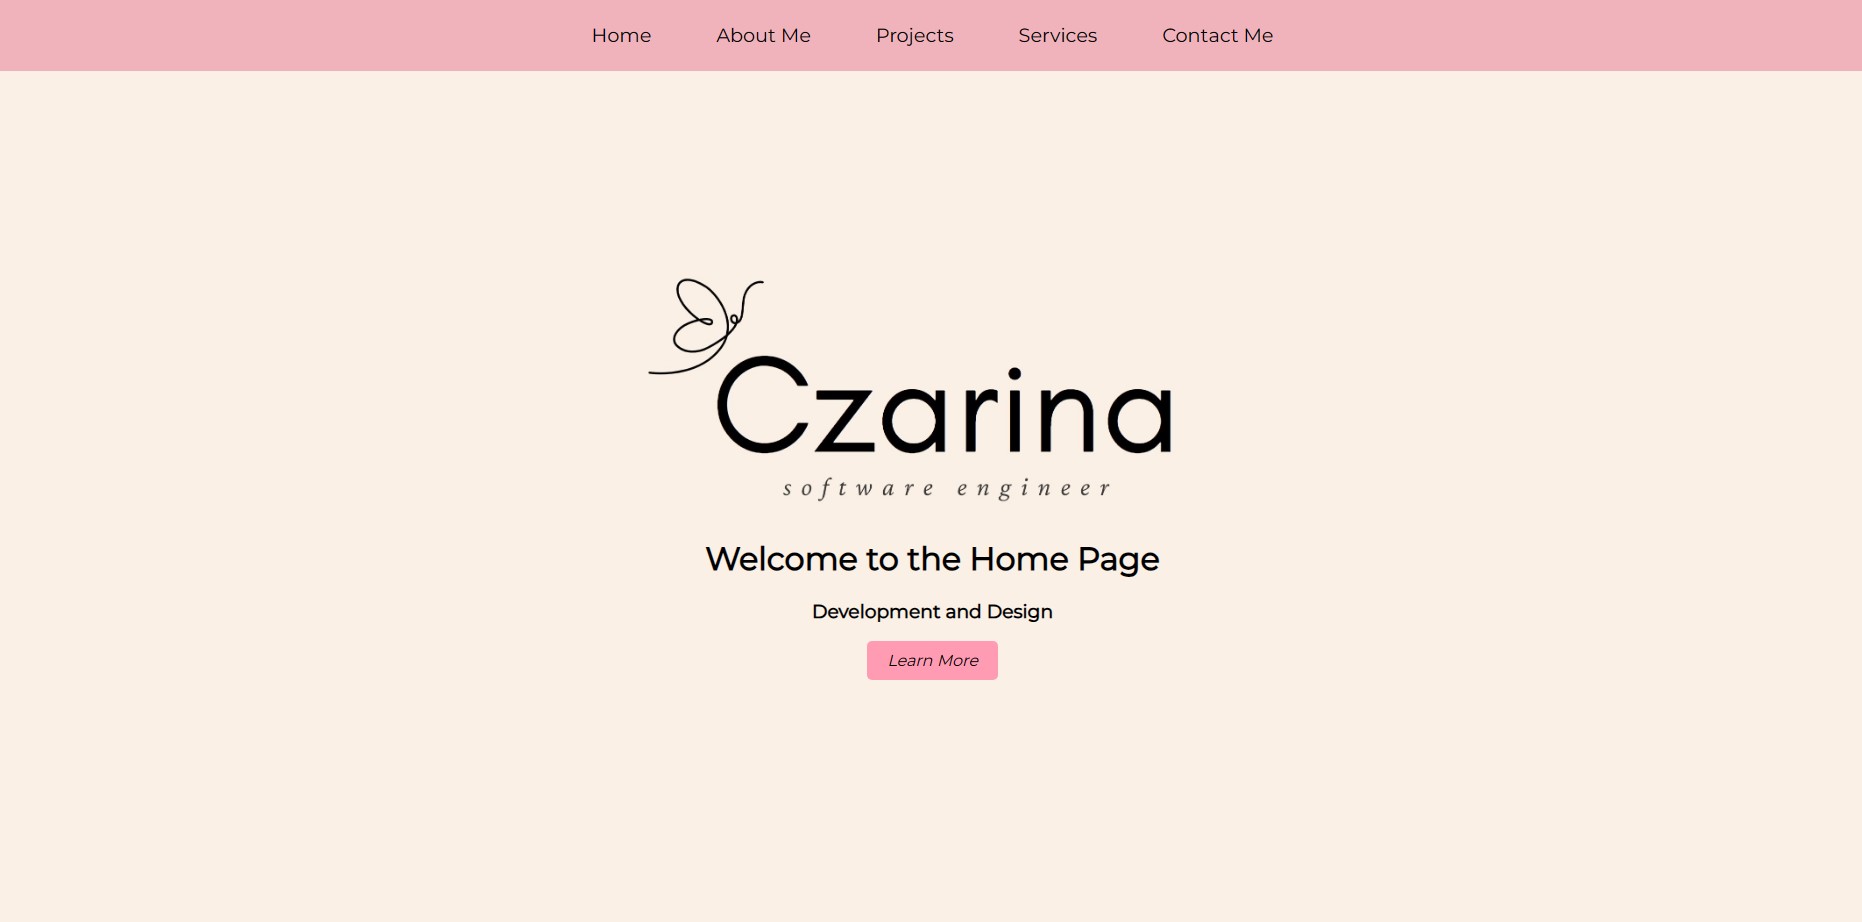 Home About Me Projects Services Contact Me
Czarina
software engineer
Welcome to the Home Page
Development and Design
Learn More